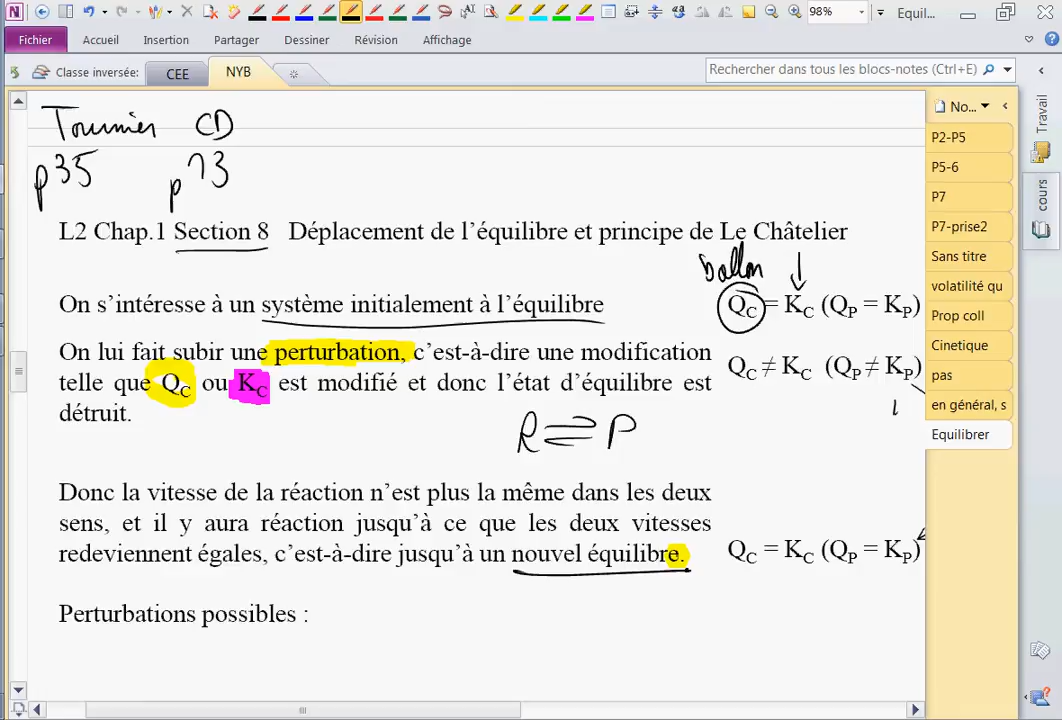 98%
Equil...
Fichier
Accueil
Insertion
Partager
Dessiner
Révision
Affichage
Classe inversée:
CEE
NYB
Rechercher dans tous les blocs-notes (Ctrl+E)
No...
P2-P5
P5-6
P7
P7-prise2
Sans titre
volatilité qu
Prop coll
Cinetique
pas
en général, s
Equilibrer
Travail
cours
Tournier CD
p35 p73
L2 Chap.1 Section 8 Déplacement de l'équilibre et principe de Le Châtelier
ballon
On s'intéresse à un système initialement à l'équilibre
QC = KC (QP = KP)
On lui fait subir une perturbation, c'est-à-dire une modification
telle que QC ou KC est modifié et donc l'état d'équilibre est
détruit.
QC ≠ KC (QP ≠ KP)
R ⇌ P
Donc la vitesse de la réaction n'est plus la même dans les deux
sens, et il y aura réaction jusqu'à ce que les deux vitesses
redeviennent égales, c'est-à-dire jusqu'à un nouvel équilibre.
QC = KC (QP = KP)
Perturbations possibles :